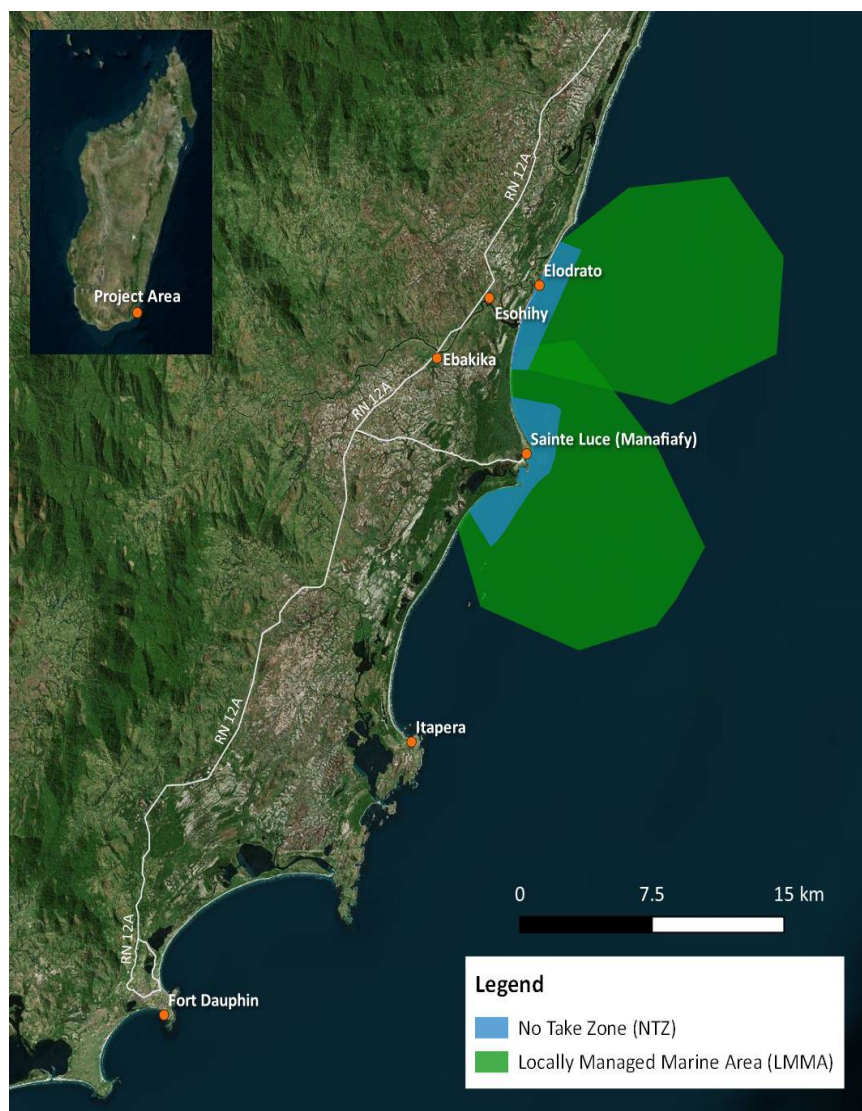 Project Area
RN 12A
Elodrato
Esohihy
Ebakika
RN 12A
Sainte Luce (Manafiafy)
RN 12A
Itapera
0 7.5 15 km
RN 12A
Fort Dauphin
Legend
No Take Zone (NTZ)
Locally Managed Marine Area (LMMA)